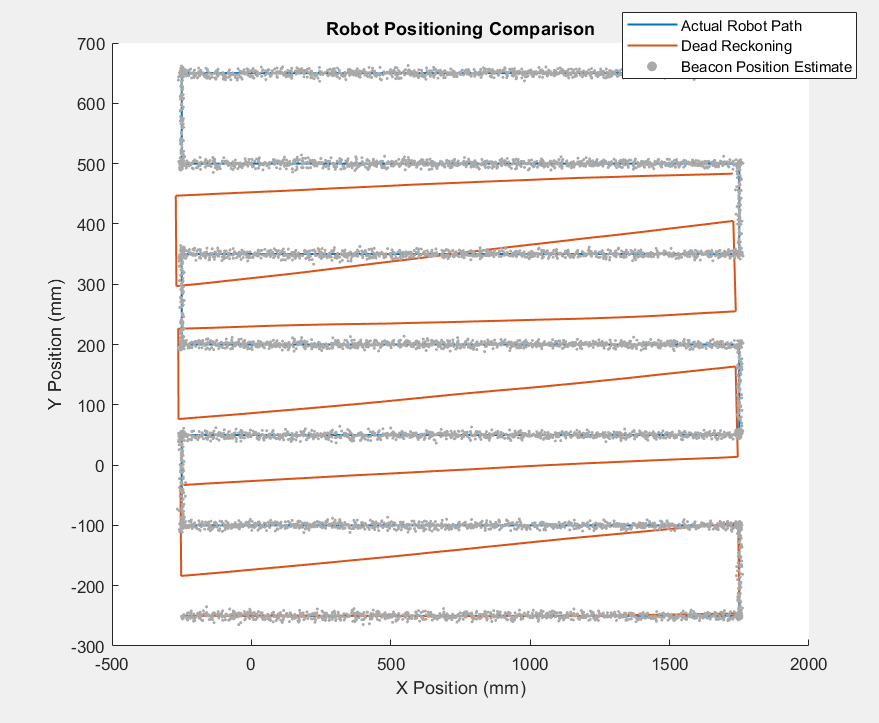 Robot Positioning Comparison
Actual Robot Path
Dead Reckoning
Beacon Position Estimate
700
600
500
400
300
200
100
0
-100
-200
-300
Y Position (mm)
-500
0
500
1000
1500
2000
X Position (mm)